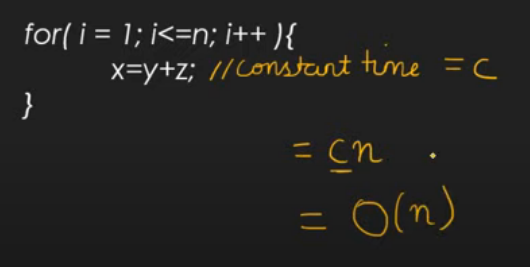 for( i = 1; i<=n; i++ ){
x=y+z; //constant time = c
}
= cn
= O(n)